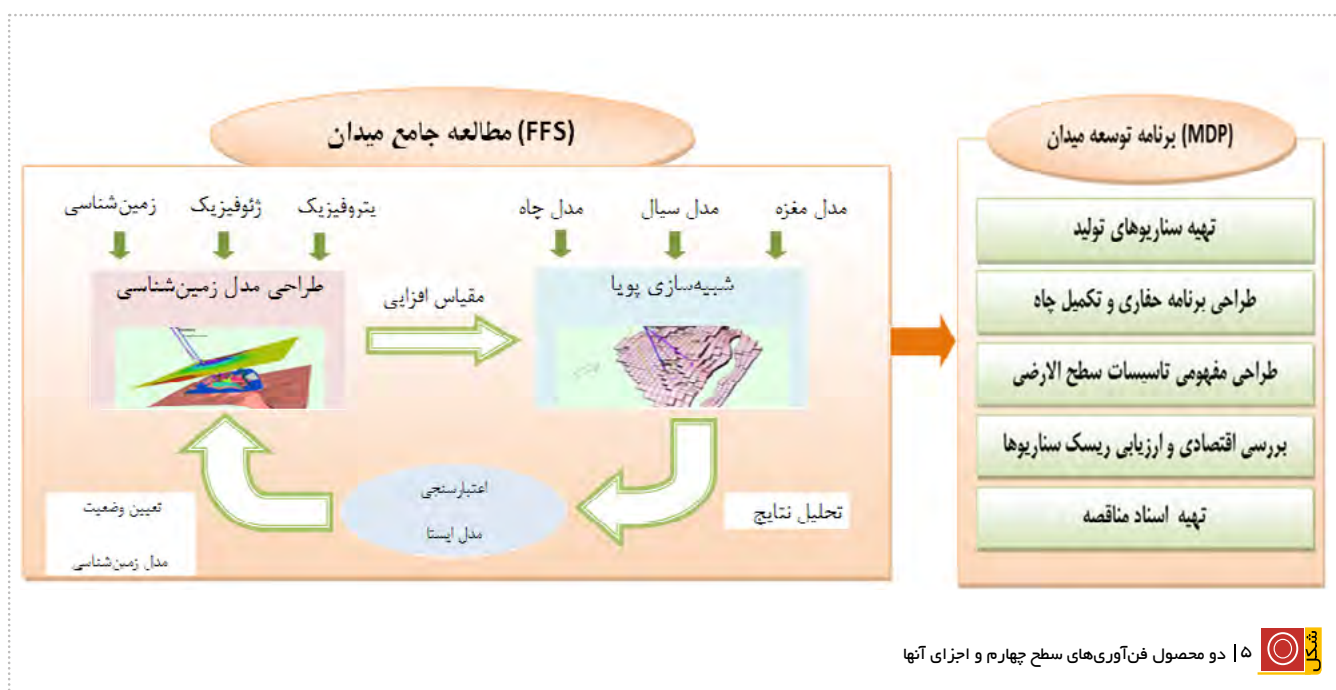 (FFS) مطالعه جامع میدان
زمین‌شناسی
ژئوفیزیک
پتروفیزیک
مدل چاه
مدل سیال
مدل مغزه
طراحی مدل زمین‌شناسی
مقیاس افزایی
شبیه‌سازی پویا
تحلیل نتایج
اعتبارسنجی
مدل ایستا
تعیین وضعیت
مدل زمین‌شناسی
(MDP) برنامه توسعه میدان
تهیه سناریوهای تولید
طراحی برنامه حفاری و تکمیل چاه
طراحی مفهومی تاسیسات سطح الارضی
بررسی اقتصادی و ارزیابی ریسک سناریوها
تهیه اسناد مناقصه
شکل ۵ | دو محصول فن‌آوری‌های سطح چهارم و اجزای آنها